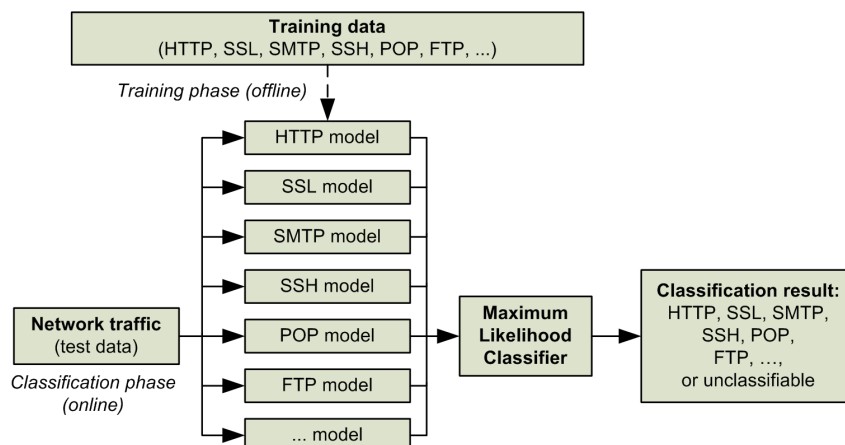 Training data
(HTTP, SSL, SMTP, SSH, POP, FTP, ...)
Training phase (offline)
HTTP model
SSL model
SMTP model
SSH model
POP model
FTP model
... model
Network traffic
(test data)
Classification phase
(online)
Maximum
Likelihood
Classifier
Classification result:
HTTP, SSL, SMTP,
SSH, POP,
FTP, …,
or unclassifiable